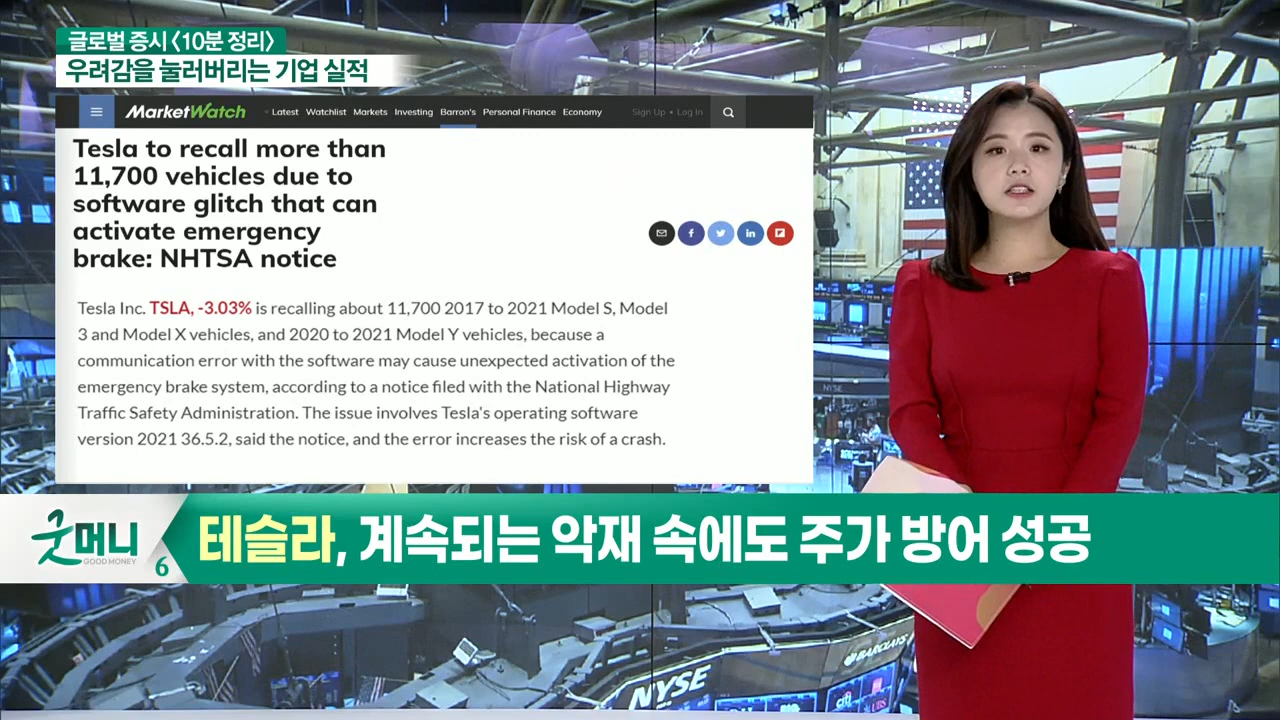 글로벌 증시 <10분 정리>
우려감을 눌러버리는 기업 실적
MarketWatch Latest Watchlist Markets Investing Barron's Personal Finance Economy Sign Up • Log In
Tesla to recall more than
11,700 vehicles due to
software glitch that can
activate emergency
brake: NHTSA notice
Tesla Inc. TSLA, -3.03% is recalling about 11,700 2017 to 2021 Model S, Model
3 and Model X vehicles, and 2020 to 2021 Model Y vehicles, because a
communication error with the software may cause unexpected activation of the
emergency brake system, according to a notice filed with the National Highway
Traffic Safety Administration. The issue involves Tesla's operating software
version 2021 36.5.2, said the notice, and the error increases the risk of a crash.
NYSE
굿머니
GOOD MONEY
6
테슬라, 계속되는 악재 속에도 주가 방어 성공
BARCLAYS
NYSE
citi
UBS